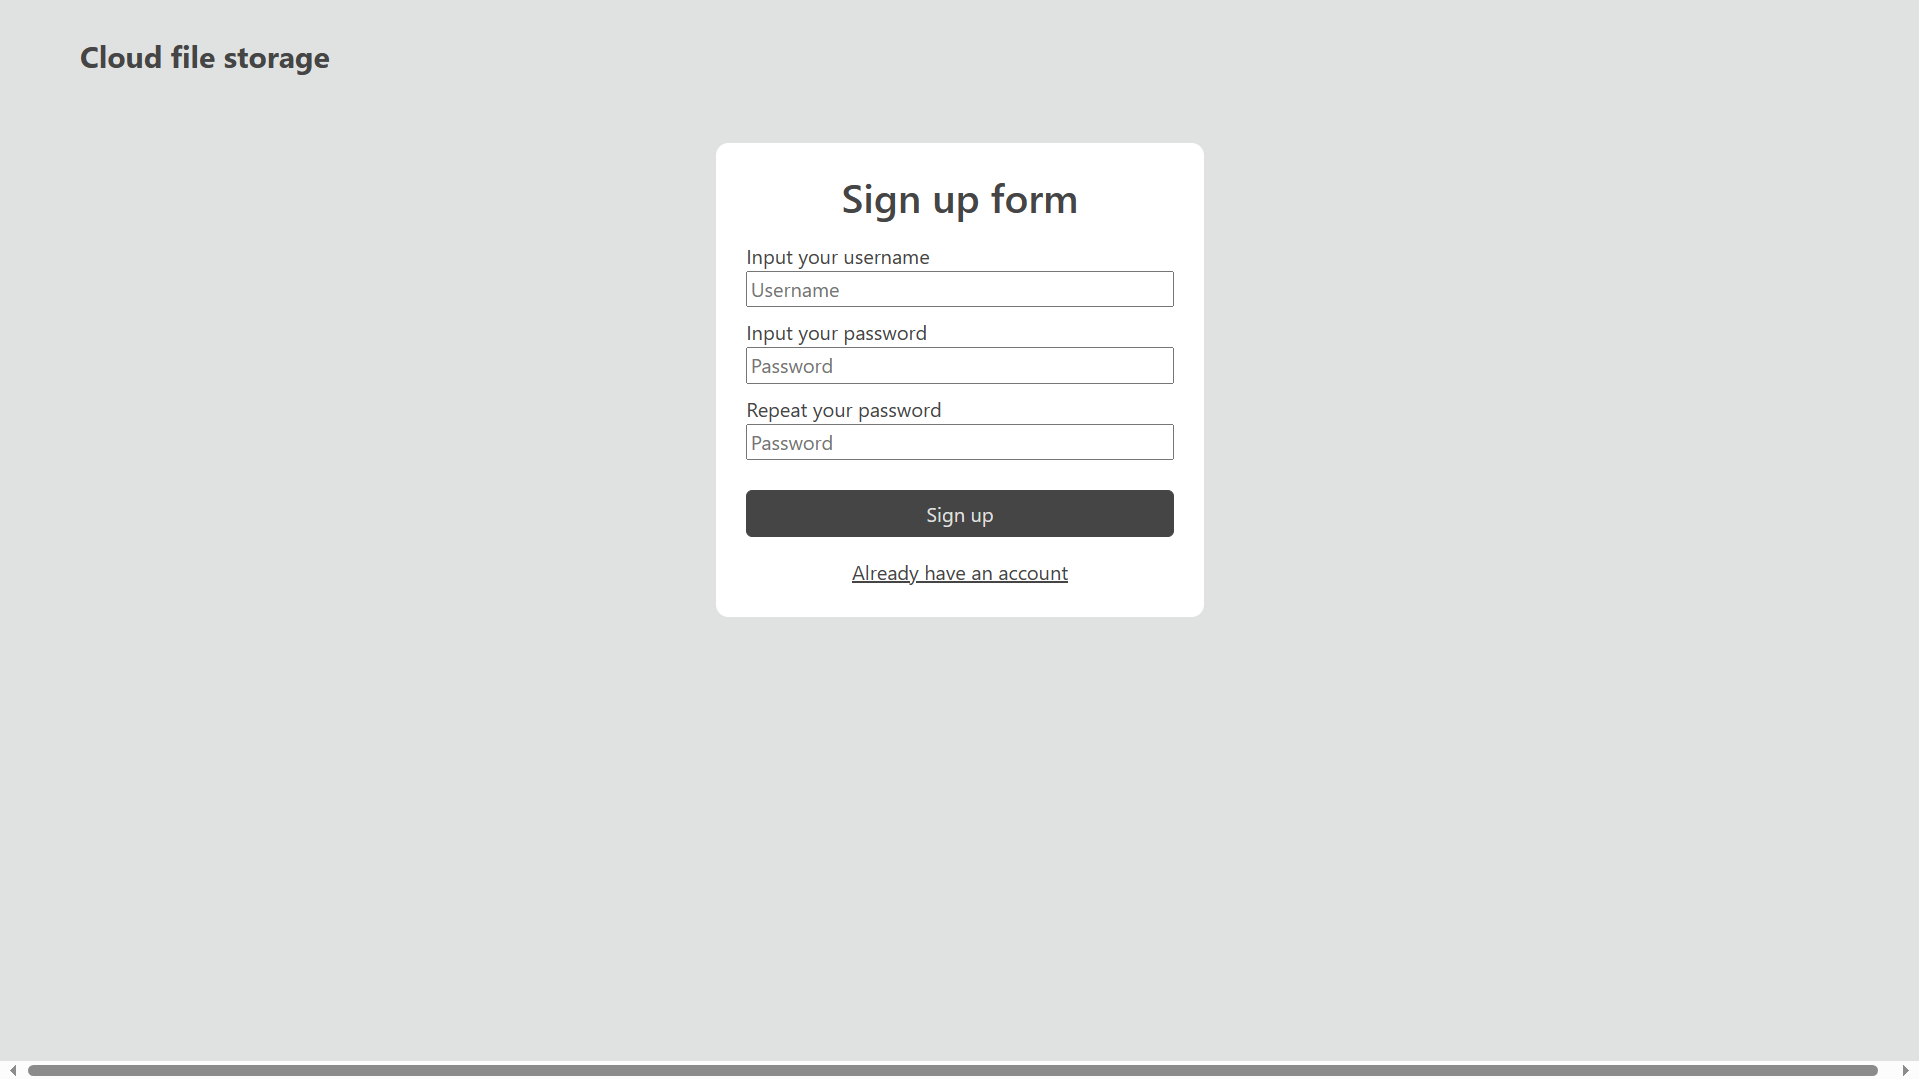 Cloud file storage
Sign up form
Input your username
Username
Input your password
Password
Repeat your password
Password
Sign up
Already have an account